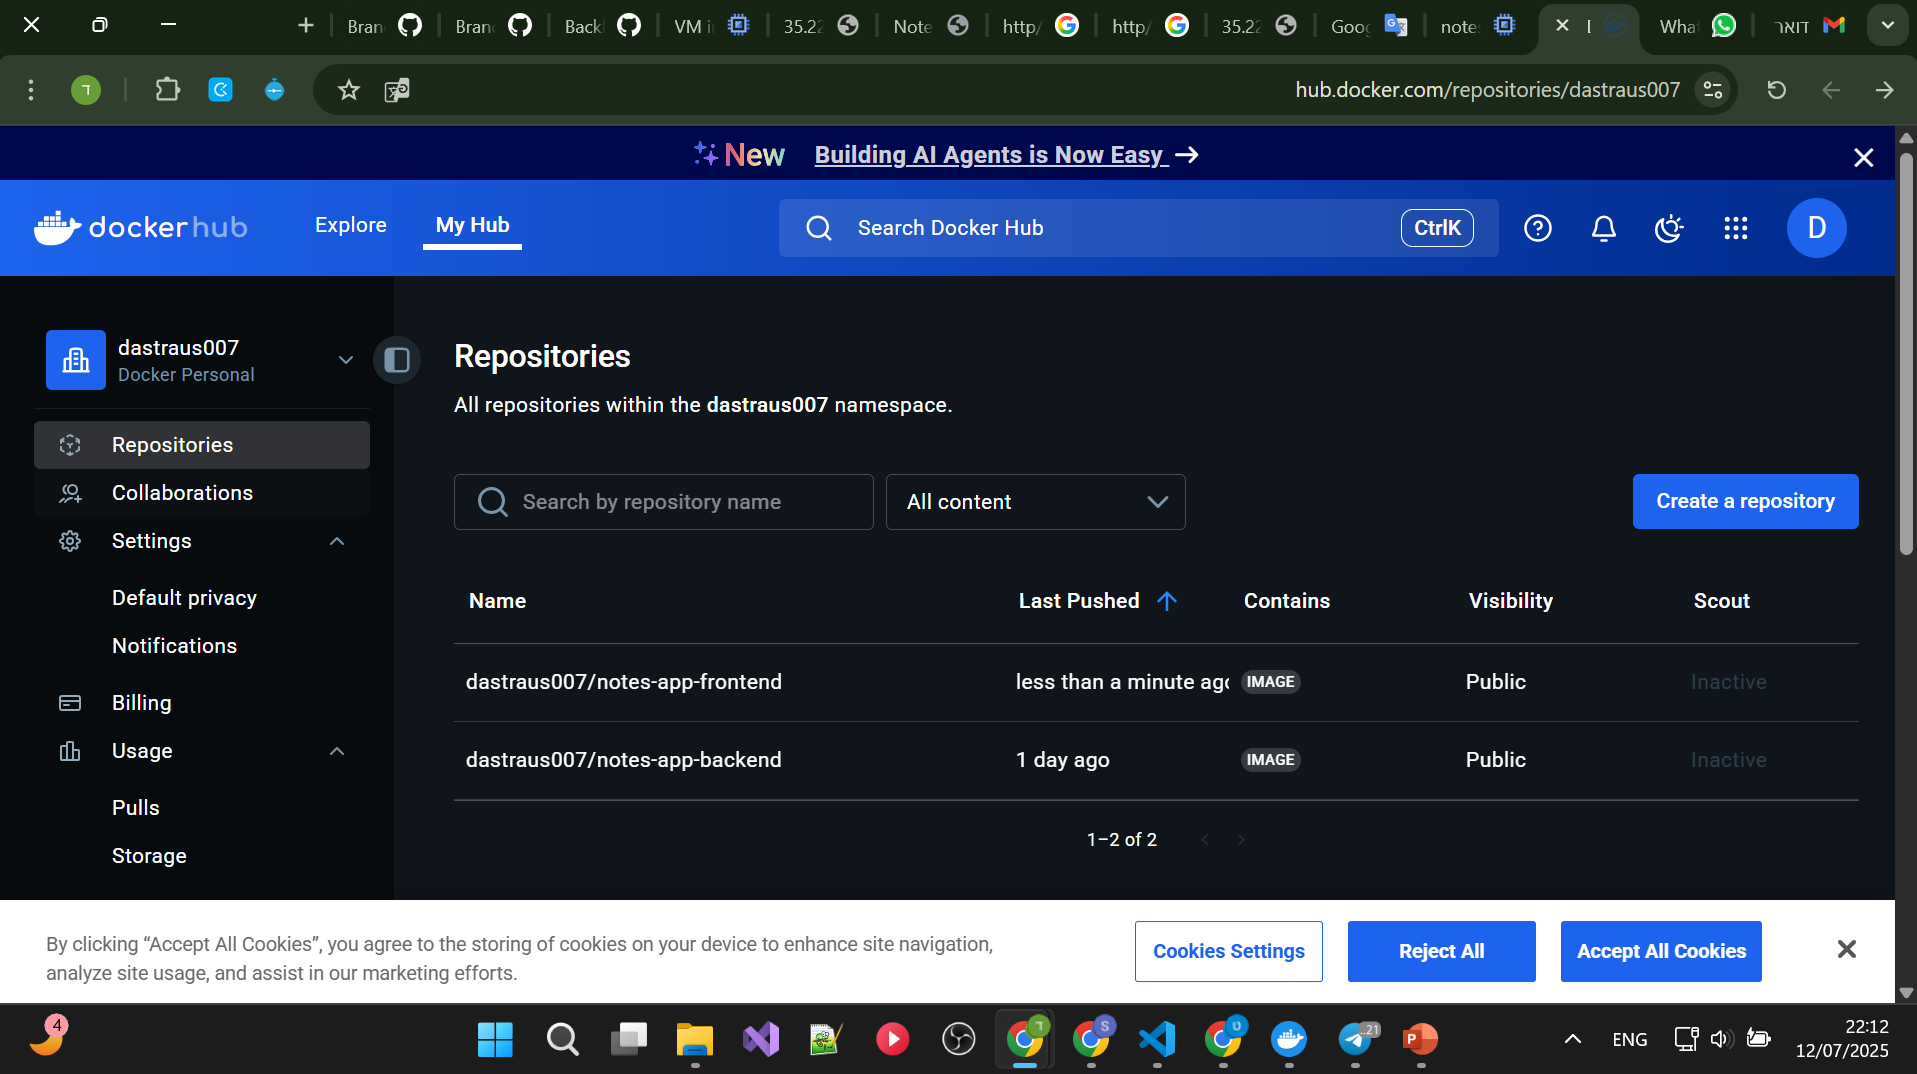 Bran
Bran
Back
VM i
35.22
Note
http/
http/
35.22
Goog
note
What
דואר
hub.docker.com/repositories/dastraus007
New
Building AI Agents is Now Easy →
docker hub
Explore
My Hub
Search Docker Hub
CtrlK
D
dastraus007
Docker Personal
Repositories
Collaborations
Settings
Default privacy
Notifications
Billing
Usage
Pulls
Storage
Repositories
All repositories within the dastraus007 namespace.
Search by repository name
All content
Create a repository
Name Last Pushed Contains Visibility Scout
dastraus007/notes-app-frontend less than a minute ago IMAGE Public Inactive
dastraus007/notes-app-backend 1 day ago IMAGE Public Inactive
1–2 of 2
By clicking “Accept All Cookies”, you agree to the storing of cookies on your device to enhance site navigation,
analyze site usage, and assist in our marketing efforts.
Cookies Settings
Reject All
Accept All Cookies
4
ENG
22:12
12/07/2025